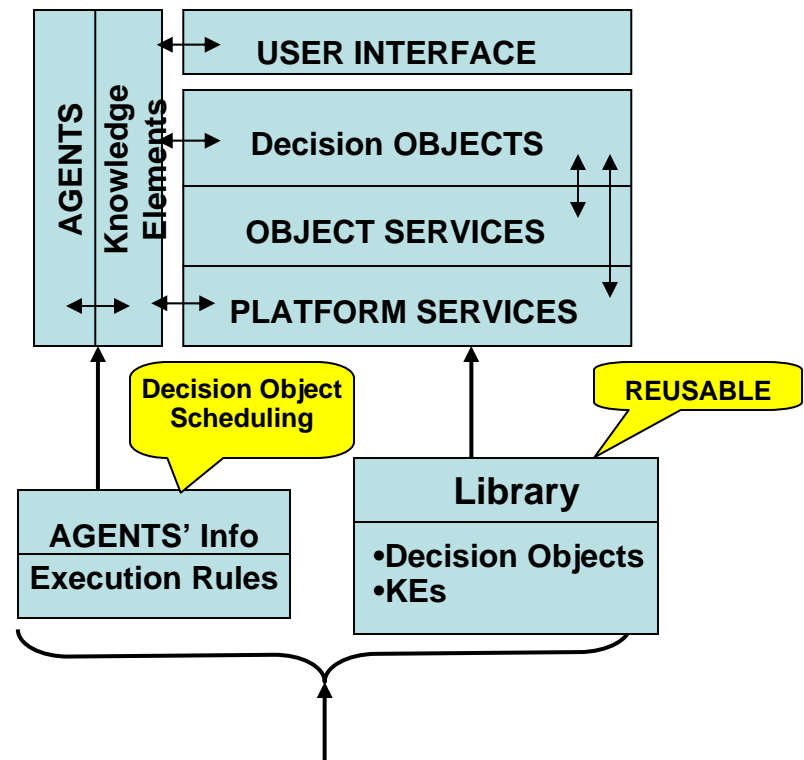 AGENTS
Knowledge
Elements
USER INTERFACE
Decision OBJECTS
OBJECT SERVICES
PLATFORM SERVICES
Decision Object
Scheduling
REUSABLE
AGENTS’ Info
Execution Rules
Library
•Decision Objects
•KEs